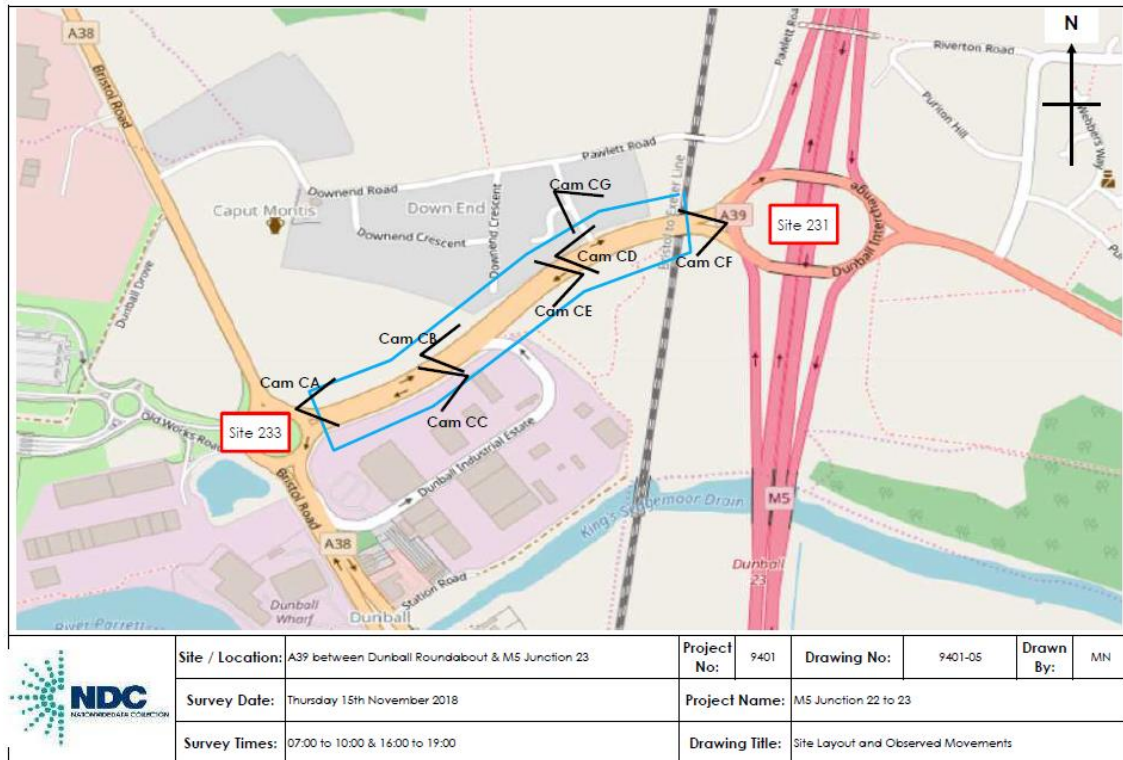 A38
Bristol Road
N
Pawlett Road
Riverton Road
Puriton Hill
Webbers Way
Pawlett Road
Downend Road
Cam CG
Caput Montis
Down End
Downend Crescent
Downend Crescent
Bristol to Exeter Line
A39
Site 231
Dunball Interchange
Cam CD
Cam CF
Cam CE
Dunball Drove
Cam CB
Cam CA
Cam CC
Site 233
Old Works Road
Dunball Industrial Estate
Bristol Road
King's Sedgemoor Drain
M5
A38
Station Road
Dunball
23
Dunball
Wharf
Dunball
River Parrett
Site / Location: A39 between Dunball Roundabout & M5 Junction 23 Project No: 9401 Drawing No: 9401-05 Drawn By: MN
NDC
NATIONWIDE DATA COLLECTION
Survey Date: Thursday 15th November 2018 Project Name: M5 Junction 22 to 23
Survey Times: 07:00 to 10:00 & 16:00 to 19:00 Drawing Title: Site Layout and Observed Movements